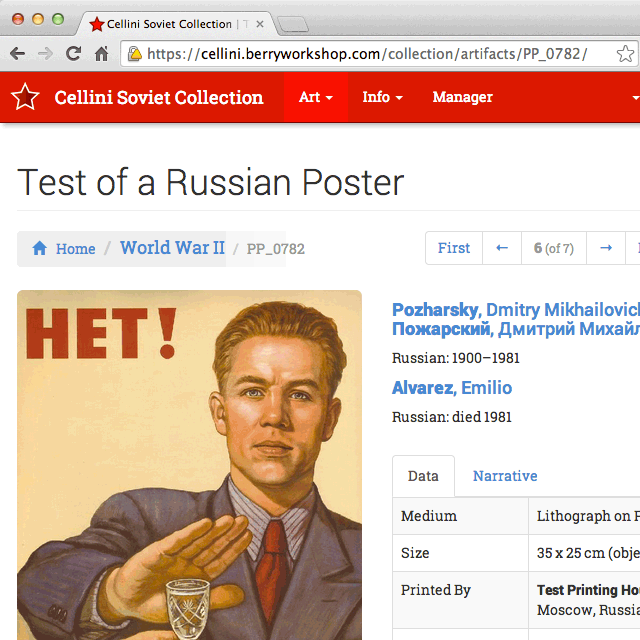 Cellini Soviet Collection | T
https://cellini.berryworkshop.com/collection/artifacts/PP_0782/
Cellini Soviet Collection Art Info Manager
Test of a Russian Poster
Home / World War II / PP_0782
First ← 6 (of 7) →
НЕТ!
Pozharsky, Dmitry Mikhailovich
Пожарский, Дмитрий Михайл
Russian: 1900–1981
Alvarez, Emilio
Russian: died 1981
Data Narrative
Medium Lithograph on
Size 35 x 25 cm (obje
Printed By Test Printing Hou
Moscow, Russia